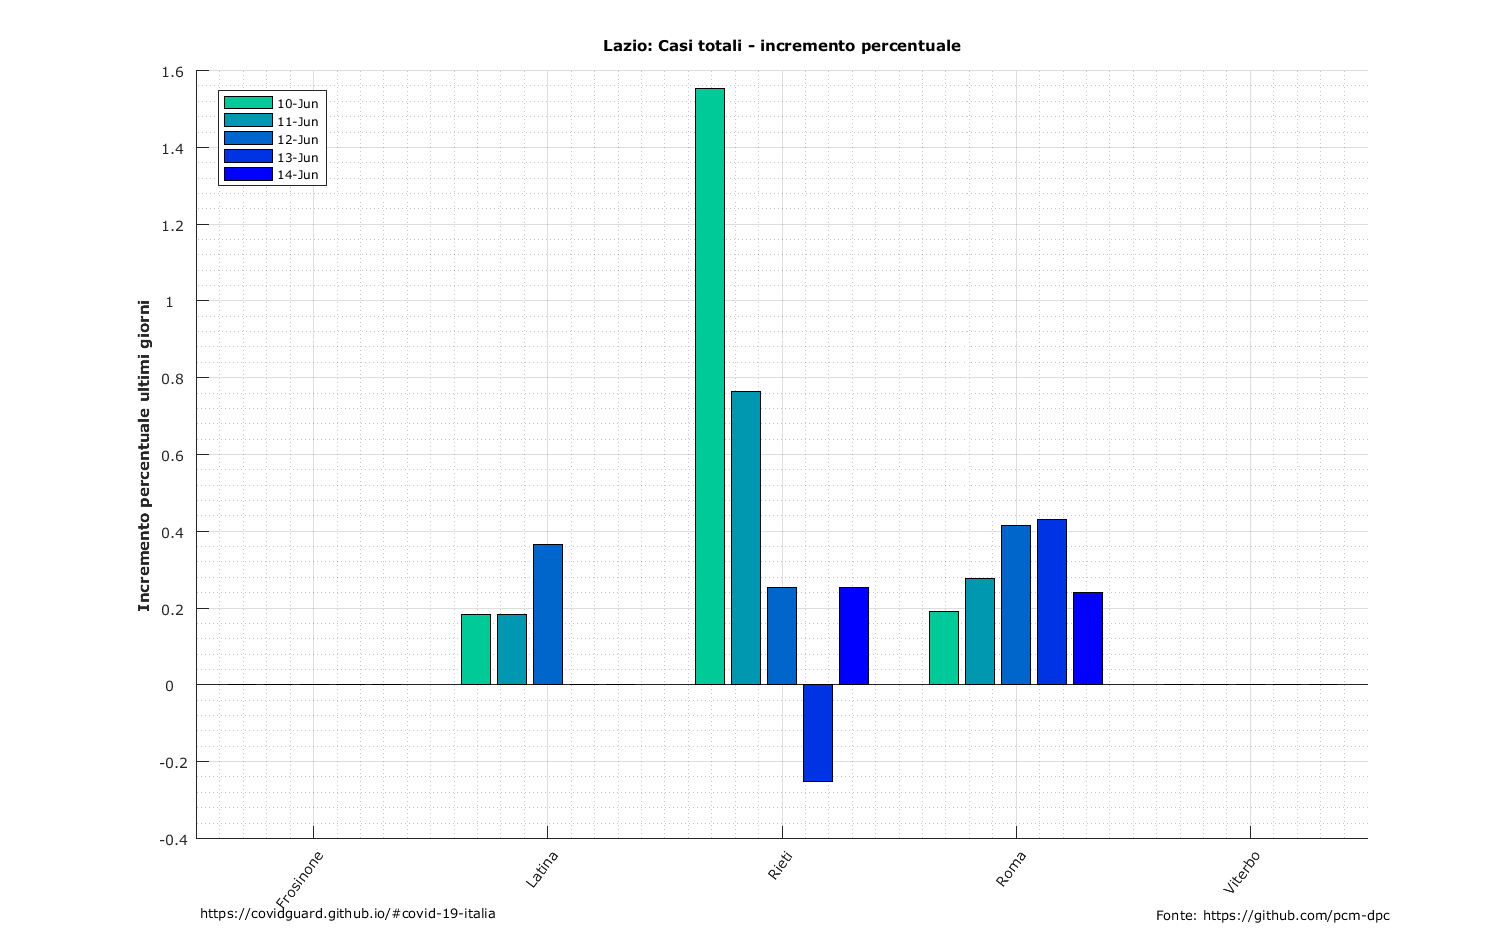 Lazio: Casi totali - incremento percentuale
Incremento percentuale ultimi giorni
1.6
1.4
1.2
1
0.8
0.6
0.4
0.2
0
-0.2
-0.4
10-Jun
11-Jun
12-Jun
13-Jun
14-Jun
Frosinone
Latina
Rieti
Roma
Viterbo
https://covidguard.github.io/#covid-19-italia
Fonte: https://github.com/pcm-dpc